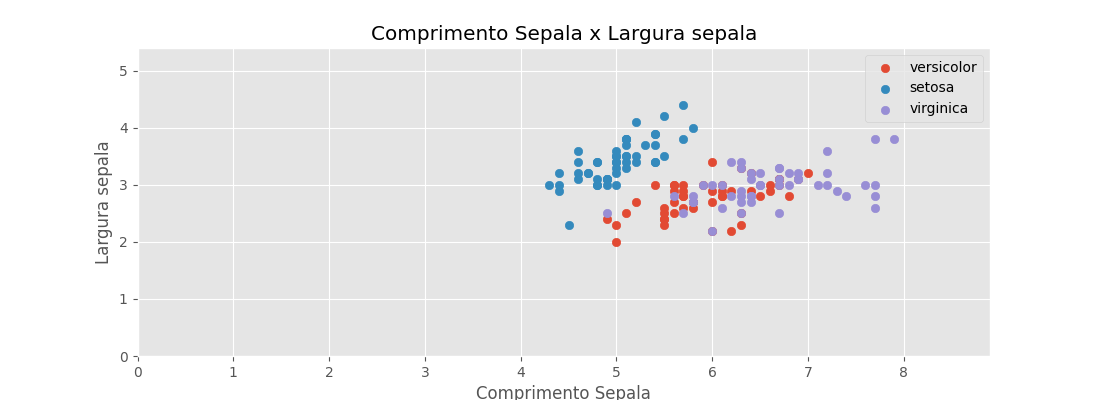 Comprimento Sepala x Largura sepala
versicolor
setosa
virginica
Largura sepala
5
4
3
2
1
0
0 1 2 3 4 5 6 7 8
Comprimento Sepala